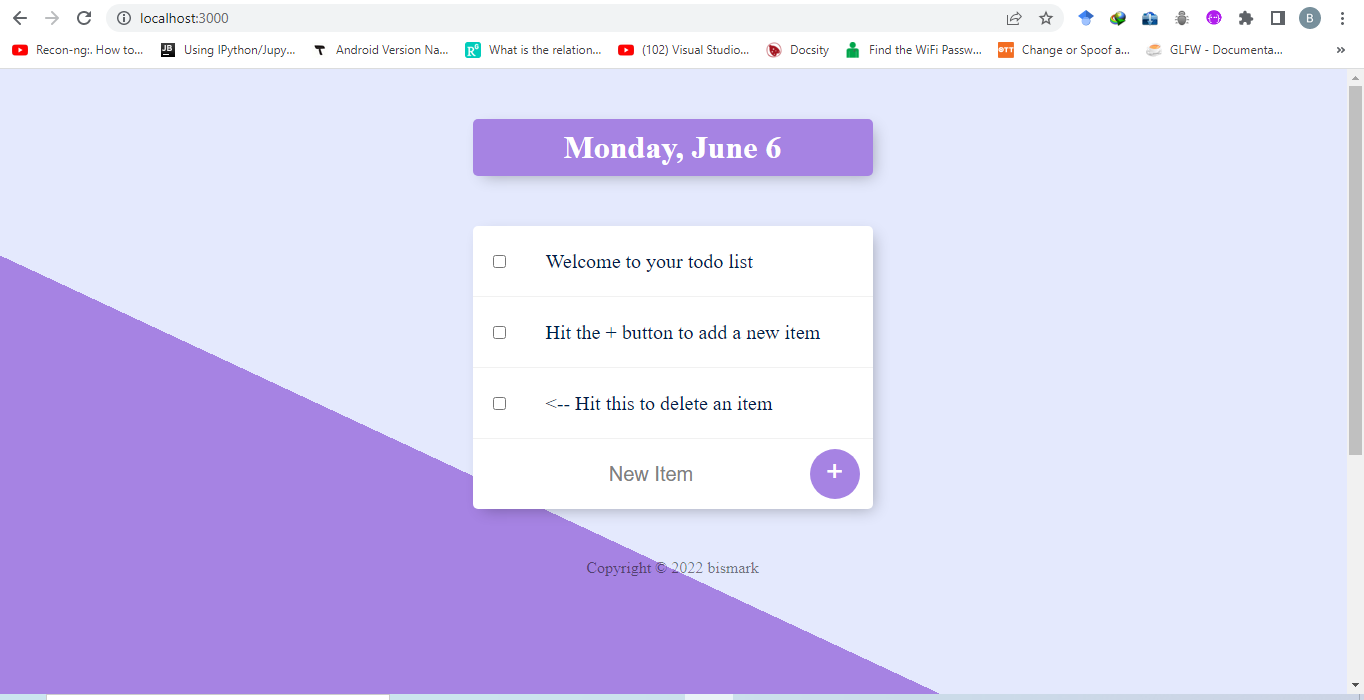 localhost:3000
B
Recon-ng:. How to...
JB
Using IPython/Jupy...
Android Version Na...
What is the relation...
(102) Visual Studio...
Docsity
Find the WiFi Passw...
OTT
Change or Spoof a...
GLFW - Documenta...
»
Monday, June 6
Welcome to your todo list
Hit the + button to add a new item
<-- Hit this to delete an item
New Item
+
Copyright © 2022 bismark